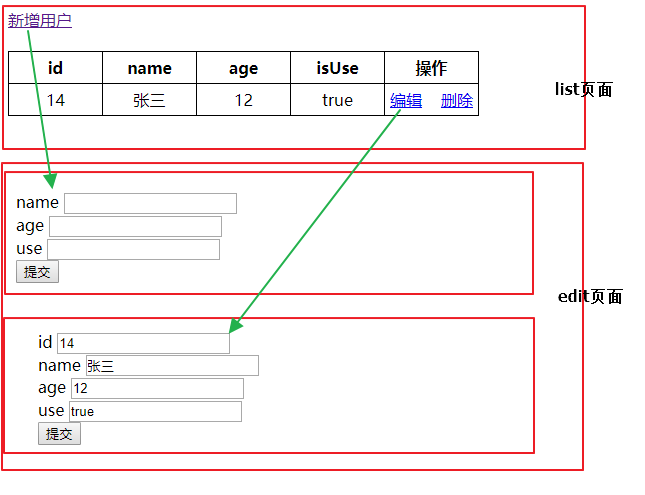 新增用户
id name age isUse 操作
14 张三 12 true 编辑 删除
list页面
name
age
use
提交
edit页面
id 14
name 张三
age 12
use true
提交